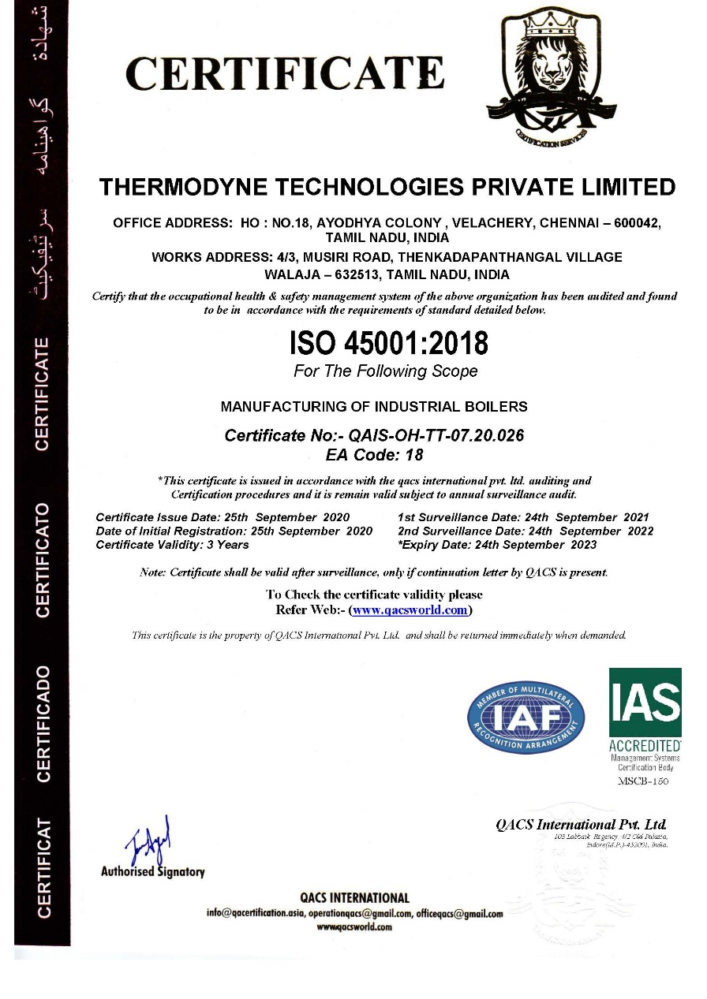 CERTIFICATE
CERTIFICATION SERVICES
THERMODYNE TECHNOLOGIES PRIVATE LIMITED
OFFICE ADDRESS: HO : NO.18, AYODHYA COLONY , VELACHERY, CHENNAI – 600042,
TAMIL NADU, INDIA
WORKS ADDRESS: 4/3, MUSIRI ROAD, THENKADAPANTHANGAL VILLAGE
WALAJA – 632513, TAMIL NADU, INDIA
Certify that the occupational health & safety management system of the above organization has been audited and found
to be in accordance with the requirements of standard detailed below.
ISO 45001:2018
For The Following Scope
MANUFACTURING OF INDUSTRIAL BOILERS
Certificate No:- QAIS-OH-TT-07.20.026
EA Code: 18
*This certificate is issued in accordance with the qacs international pvt. ltd. auditing and
Certification procedures and it is remain valid subject to annual surveillance audit.
Certificate Issue Date: 25th September 2020
Date of Initial Registration: 25th September 2020
Certificate Validity: 3 Years
1st Surveillance Date: 24th September 2021
2nd Surveillance Date: 24th September 2022
*Expiry Date: 24th September 2023
Note: Certificate shall be valid after surveillance, only if continuation letter by QACS is present.
To Check the certificate validity please
Refer Web:- (www.qacsworld.com)
This certificate is the property of QACS International Pvt. Ltd. and shall be returned immediately when demanded.
MEMBER OF MULTILATERAL
IAF
RECOGNITION ARRANGEMENT
IAS
ACCREDITED
Management Systems
Certification Body
MSCB-150
QACS International Pvt. Ltd.
103 Labbaik Regency, 4/2 Old Palasia,
Indore(M.P.)-452001, India.
Authorised Signatory
QACS INTERNATIONAL
info@qacertification.asia, operationqacs@gmail.com, officeqacs@gmail.com
www.qacsworld.com
CERTIFICAT
CERTIFICADO
CERTIFICATO
CERTIFICATE
سرٹیفیکیٹ
گواهینامه
شهادة